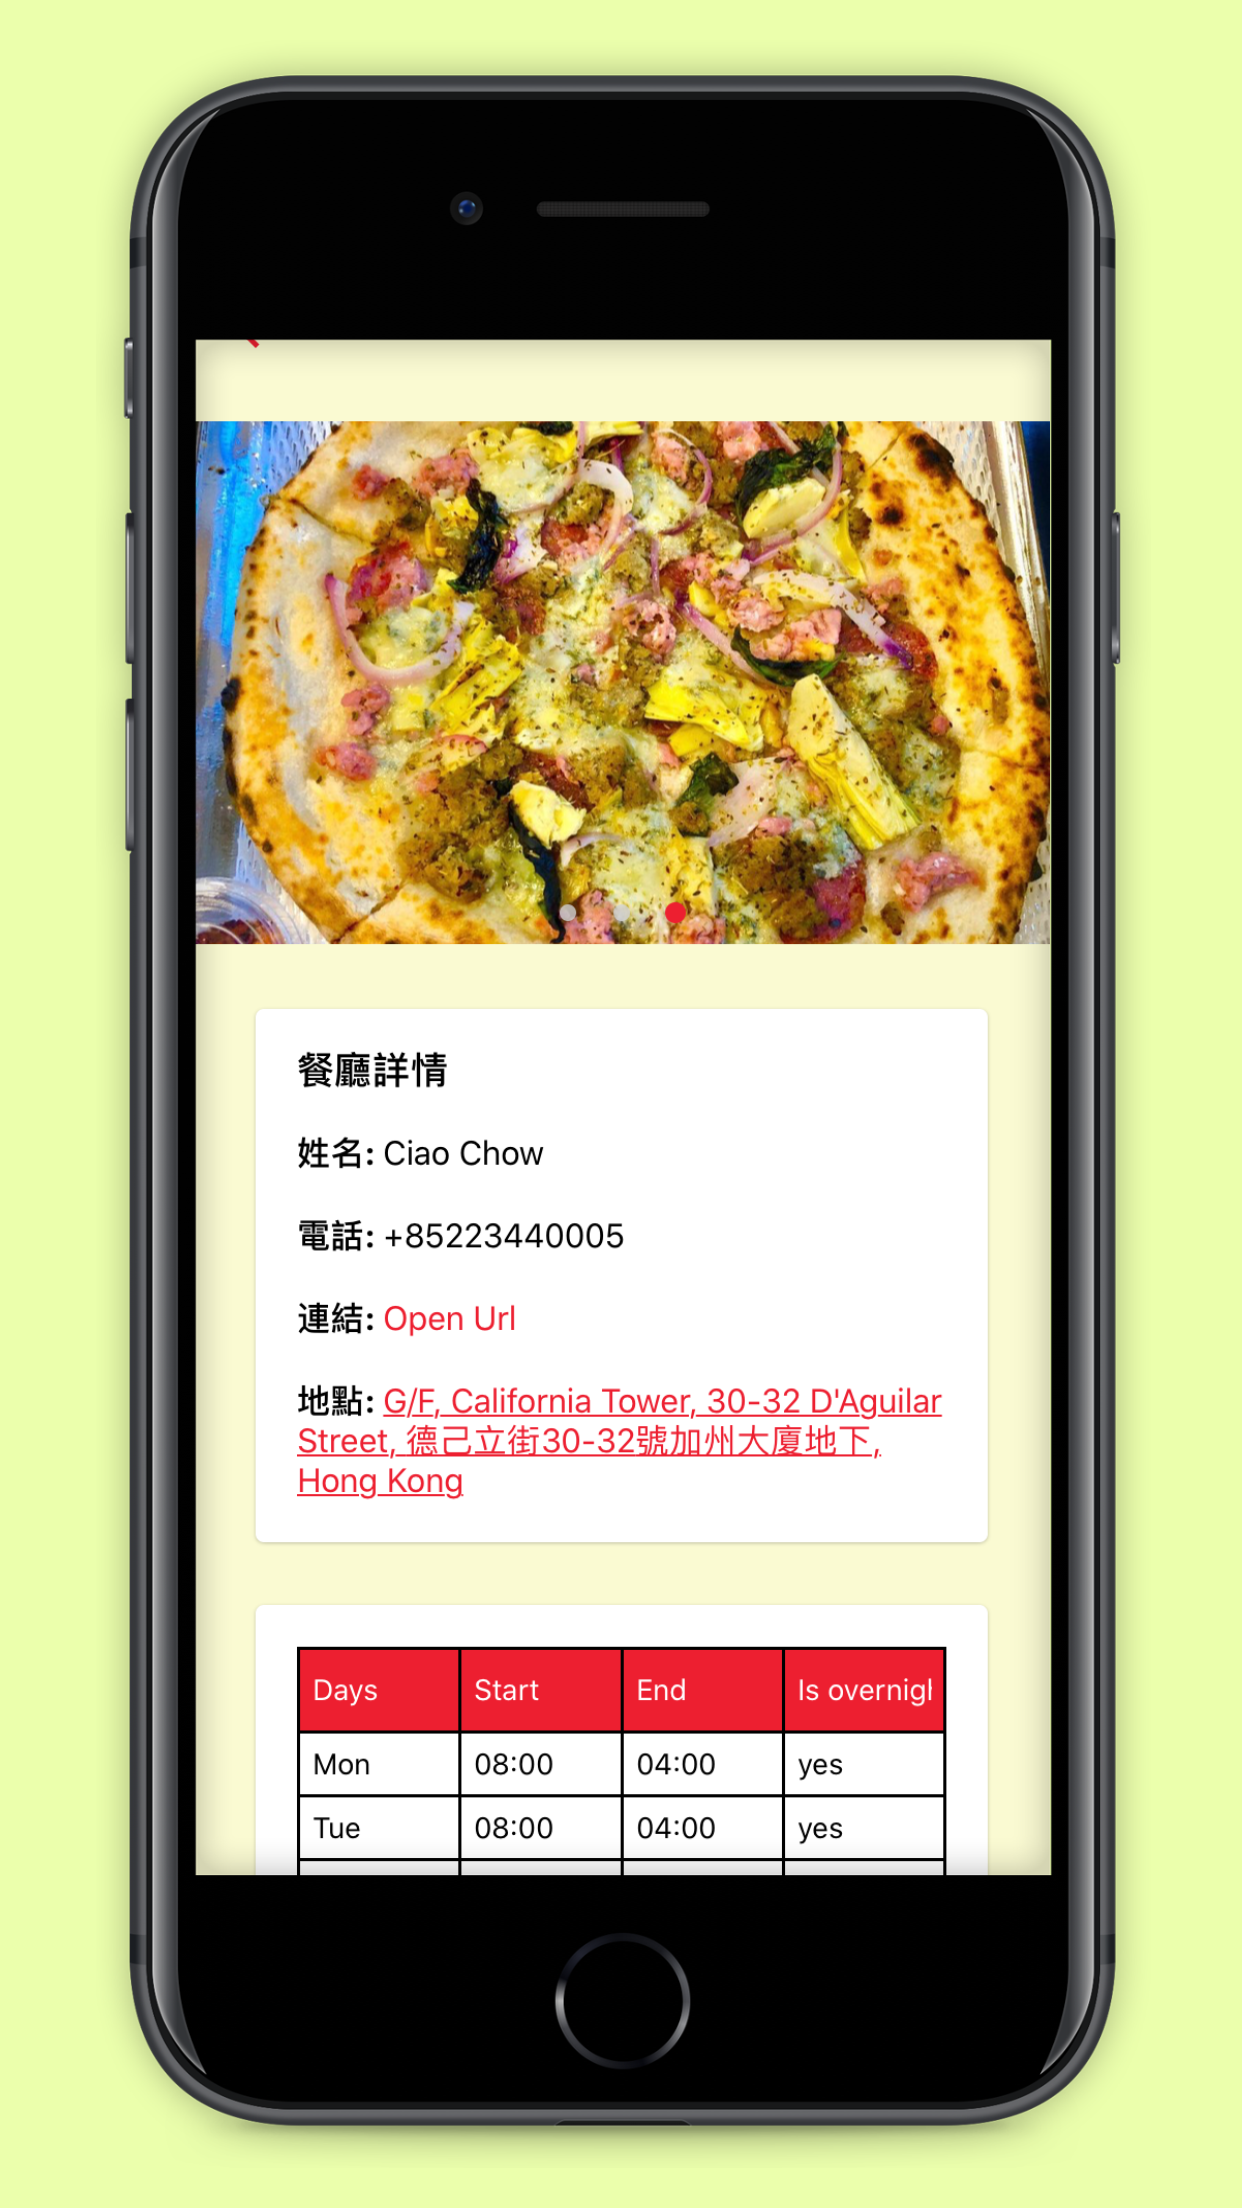 餐廳詳情
姓名: Ciao Chow
電話: +85223440005
連結: Open Url
地點: G/F, California Tower, 30-32 D'Aguilar
Street, 德己立街30-32號加州大廈地下,
Hong Kong
Days Start End Is overnigh
Mon 08:00 04:00 yes
Tue 08:00 04:00 yes